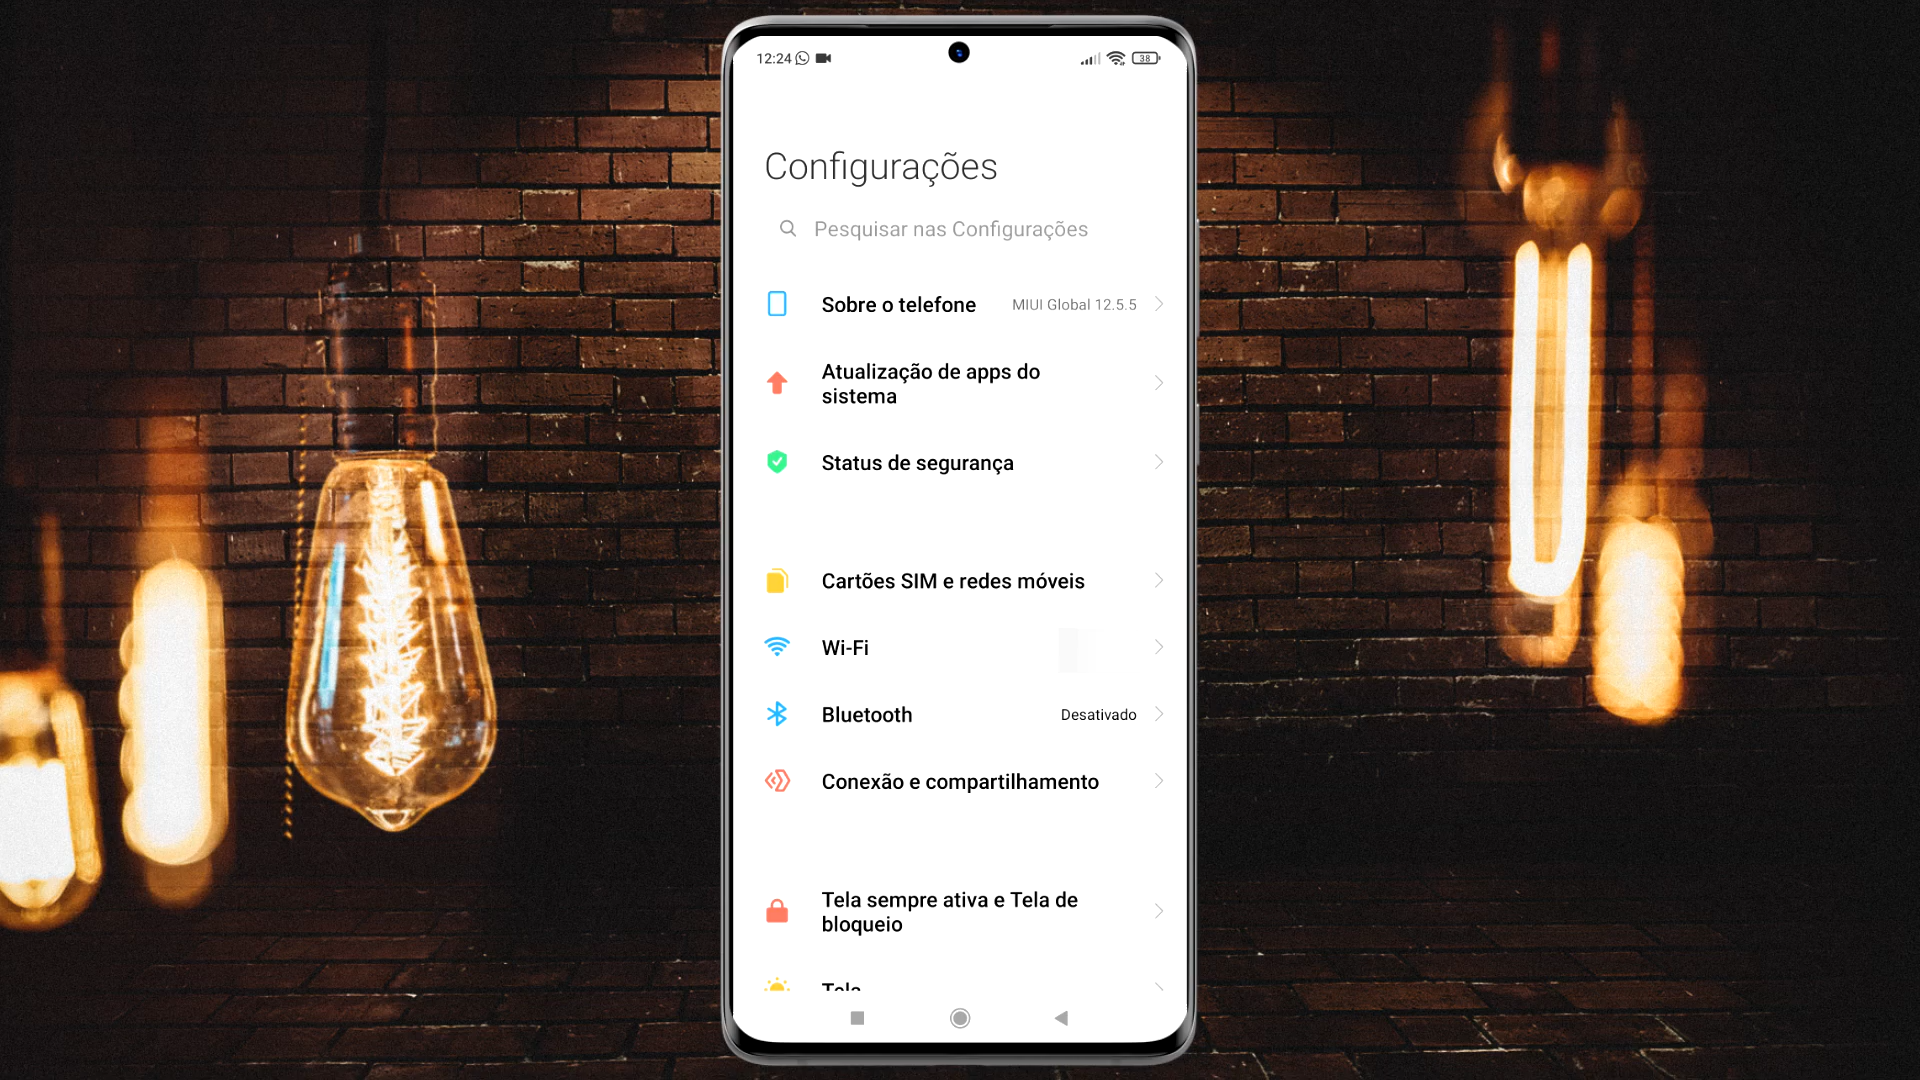 12:24
38
Configurações
Pesquisar nas Configurações
Sobre o telefone MIUI Global 12.5.5
Atualização de apps do
sistema
Status de segurança
Cartões SIM e redes móveis
Wi-Fi
Bluetooth Desativado
Conexão e compartilhamento
Tela sempre ativa e Tela de
bloqueio
Tela